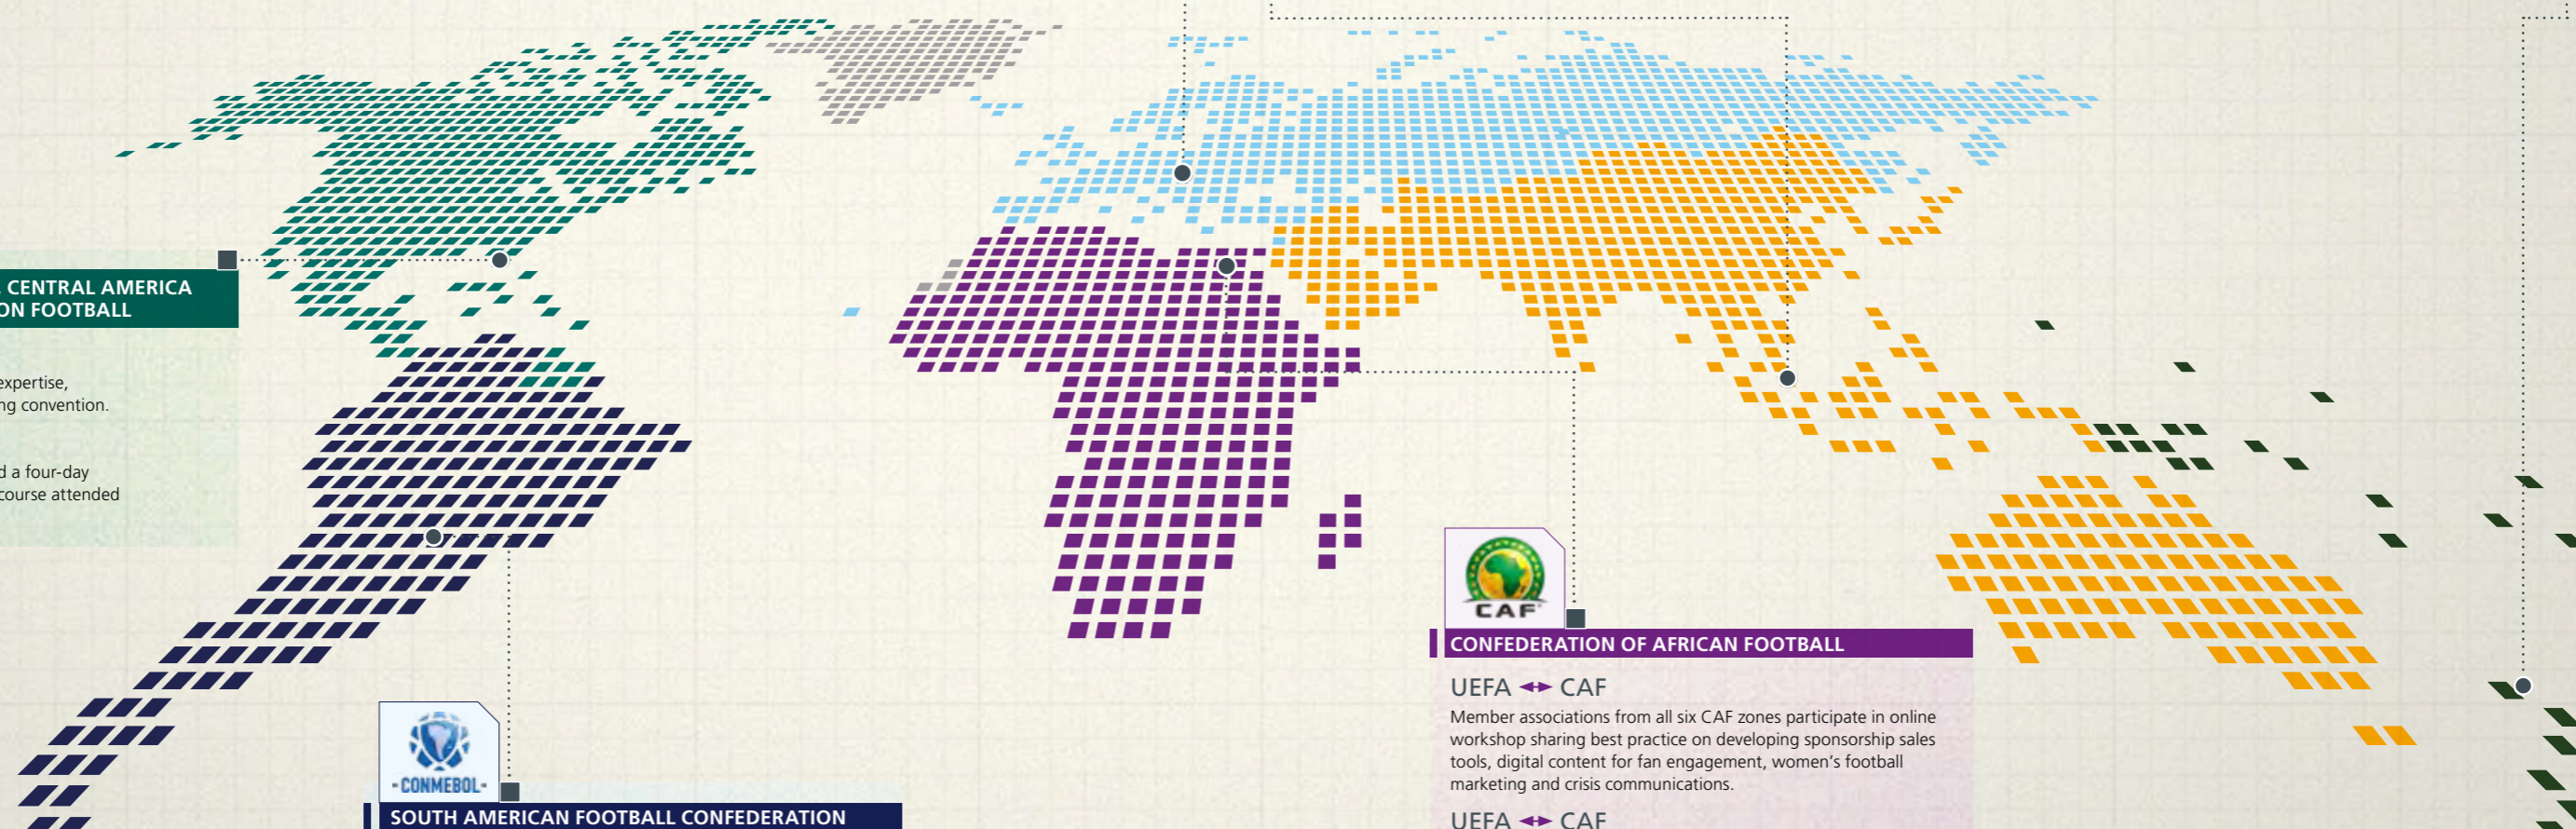 CENTRAL AMERICA
ON FOOTBALL
expertise,
ng convention.
d a four-day
course attended
CONMEBOL
SOUTH AMERICAN FOOTBALL CONFEDERATION
CAF
CONFEDERATION OF AFRICAN FOOTBALL
UEFA ◄► CAF
Member associations from all six CAF zones participate in online
workshop sharing best practice on developing sponsorship sales
tools, digital content for fan engagement, women’s football
marketing and crisis communications.
UEFA ◄► CAF